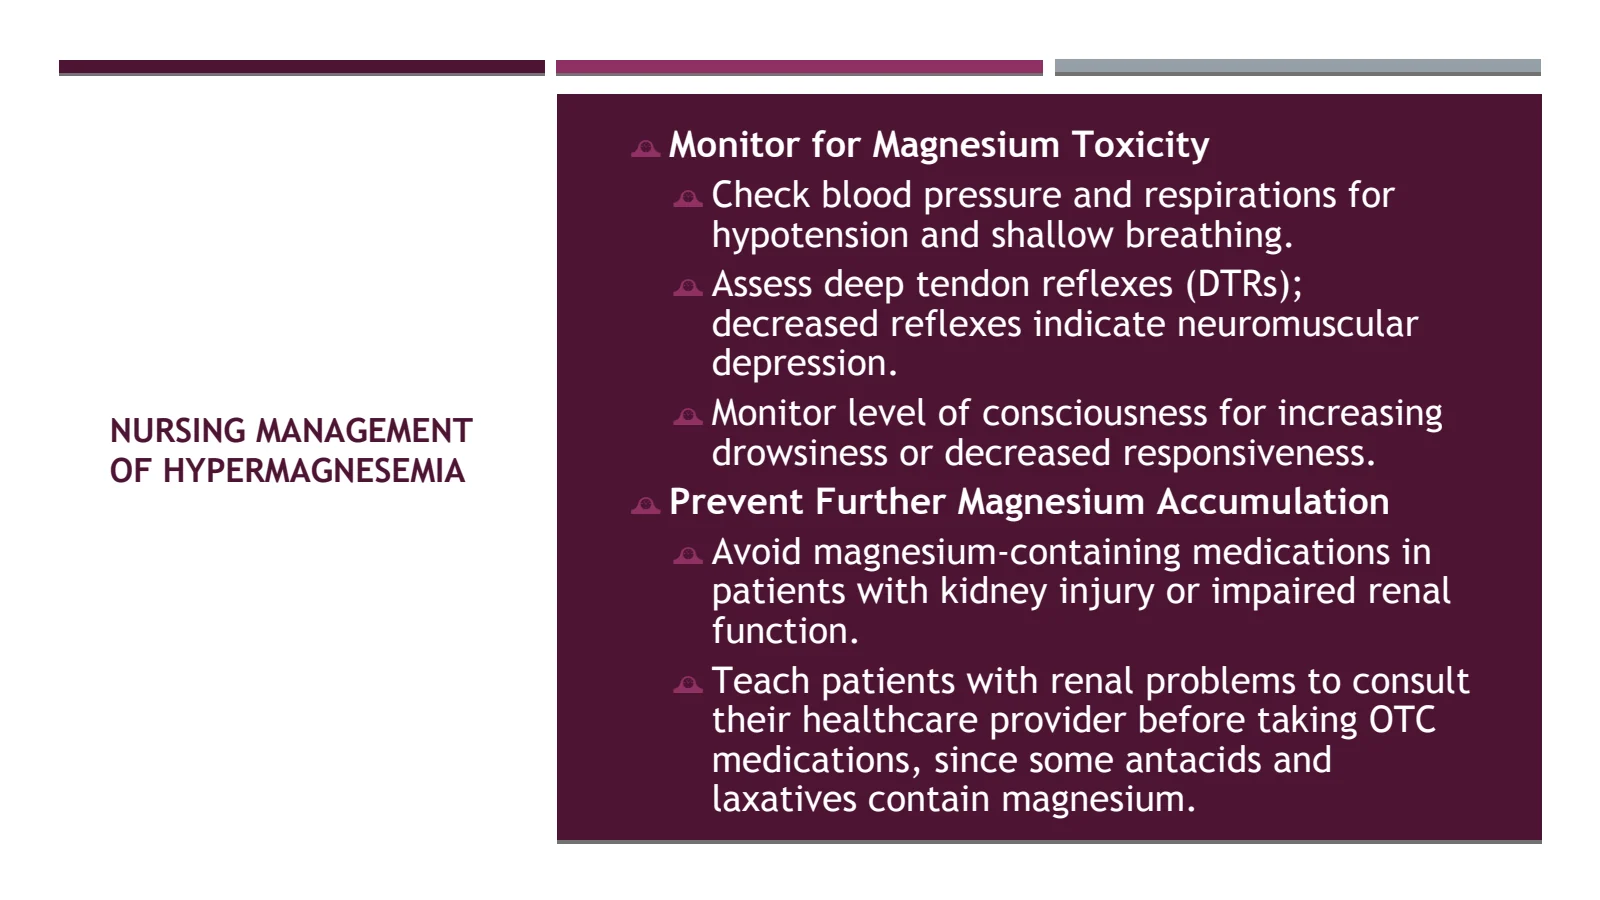 NURSING MANAGEMENT
OF HYPERMAGNESEMIA
Monitor for Magnesium Toxicity
Check blood pressure and respirations for
hypotension and shallow breathing.
Assess deep tendon reflexes (DTRs);
decreased reflexes indicate neuromuscular
depression.
Monitor level of consciousness for increasing
drowsiness or decreased responsiveness.
Prevent Further Magnesium Accumulation
Avoid magnesium-containing medications in
patients with kidney injury or impaired renal
function.
Teach patients with renal problems to consult
their healthcare provider before taking OTC
medications, since some antacids and
laxatives contain magnesium.